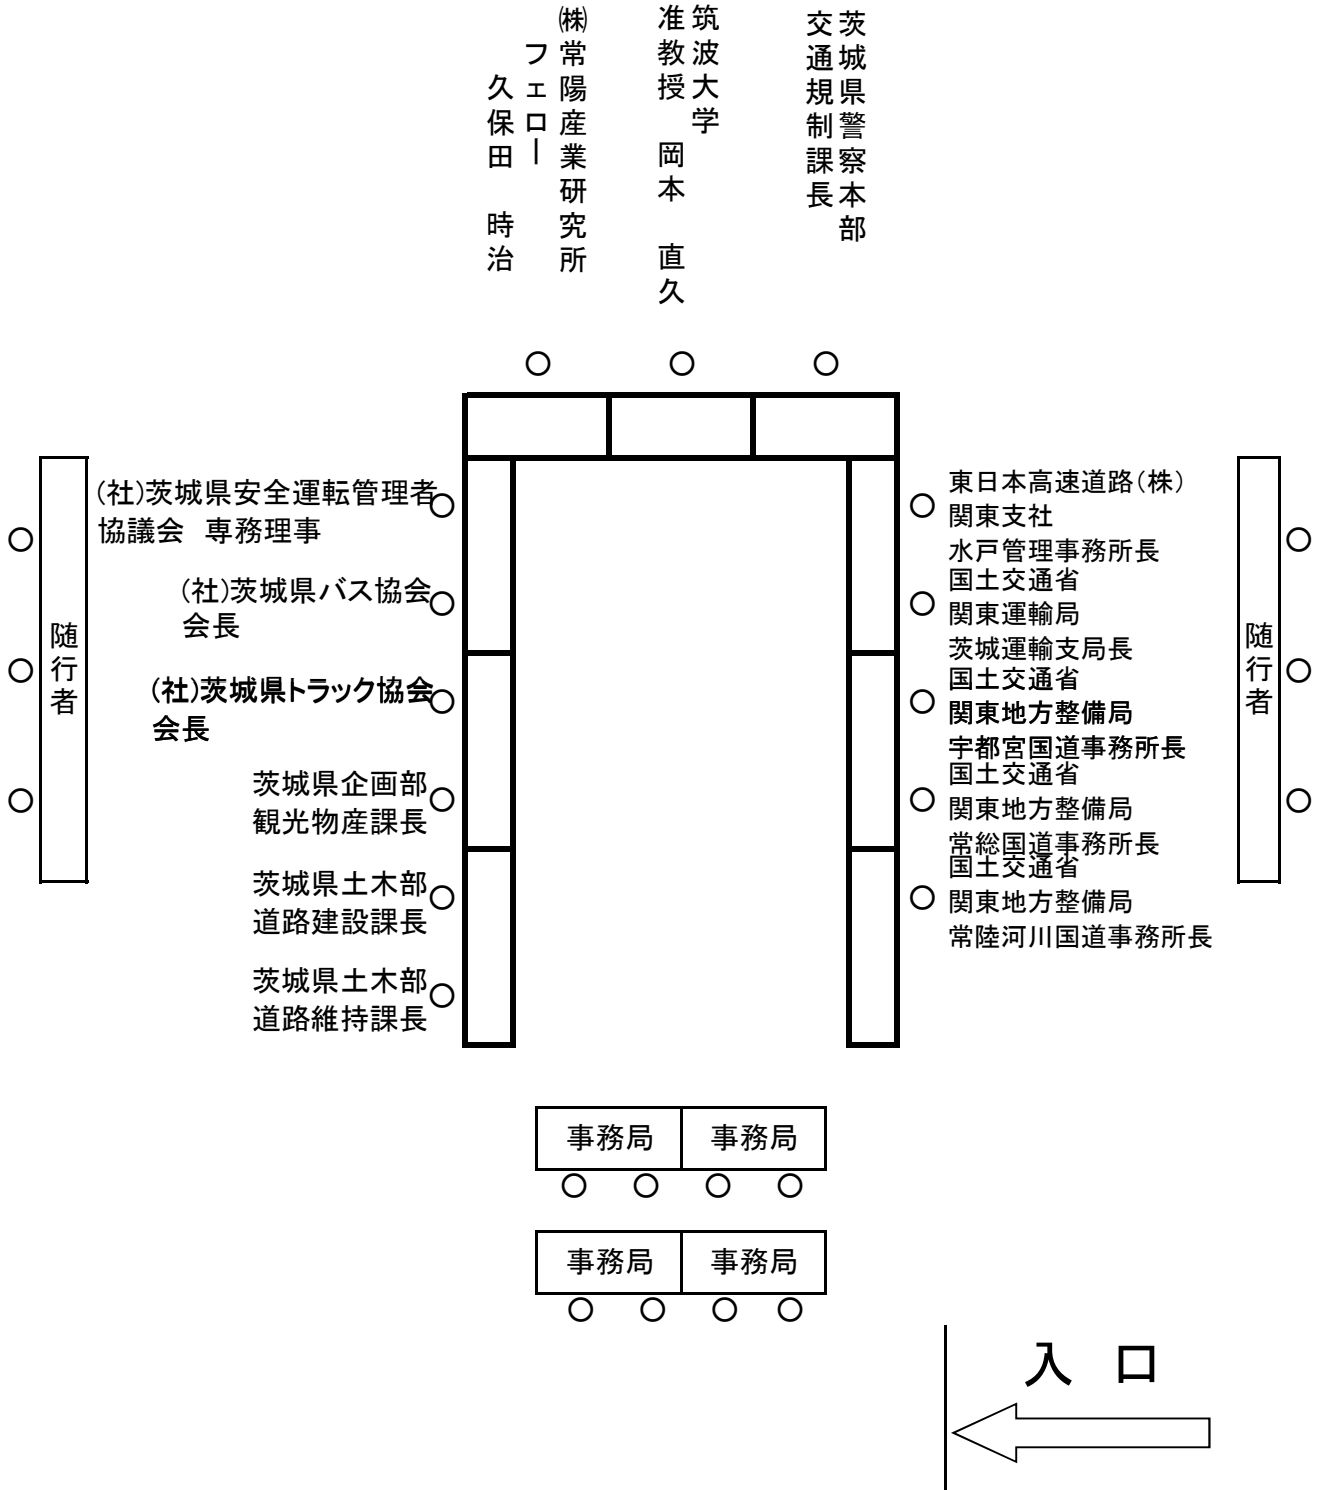 茨城県警察本部
交通規制課長
筑波大学
准教授　岡本　直久
㈱常陽産業研究所
フェロー
久保田　時治
(社)茨城県安全運転管理者
協議会　専務理事
(社)茨城県バス協会
会長
(社)茨城県トラック協会
会長
茨城県企画部
観光物産課長
茨城県土木部
道路建設課長
茨城県土木部
道路維持課長
東日本高速道路（株）
関東支社
水戸管理事務所長
国土交通省
関東運輸局
茨城運輸支局長
国土交通省
関東地方整備局
宇都宮国道事務所長
国土交通省
関東地方整備局
常総国道事務所長
国土交通省
関東地方整備局
常陸河川国道事務所長
随行者
随行者
事務局
事務局
事務局
事務局
入　口